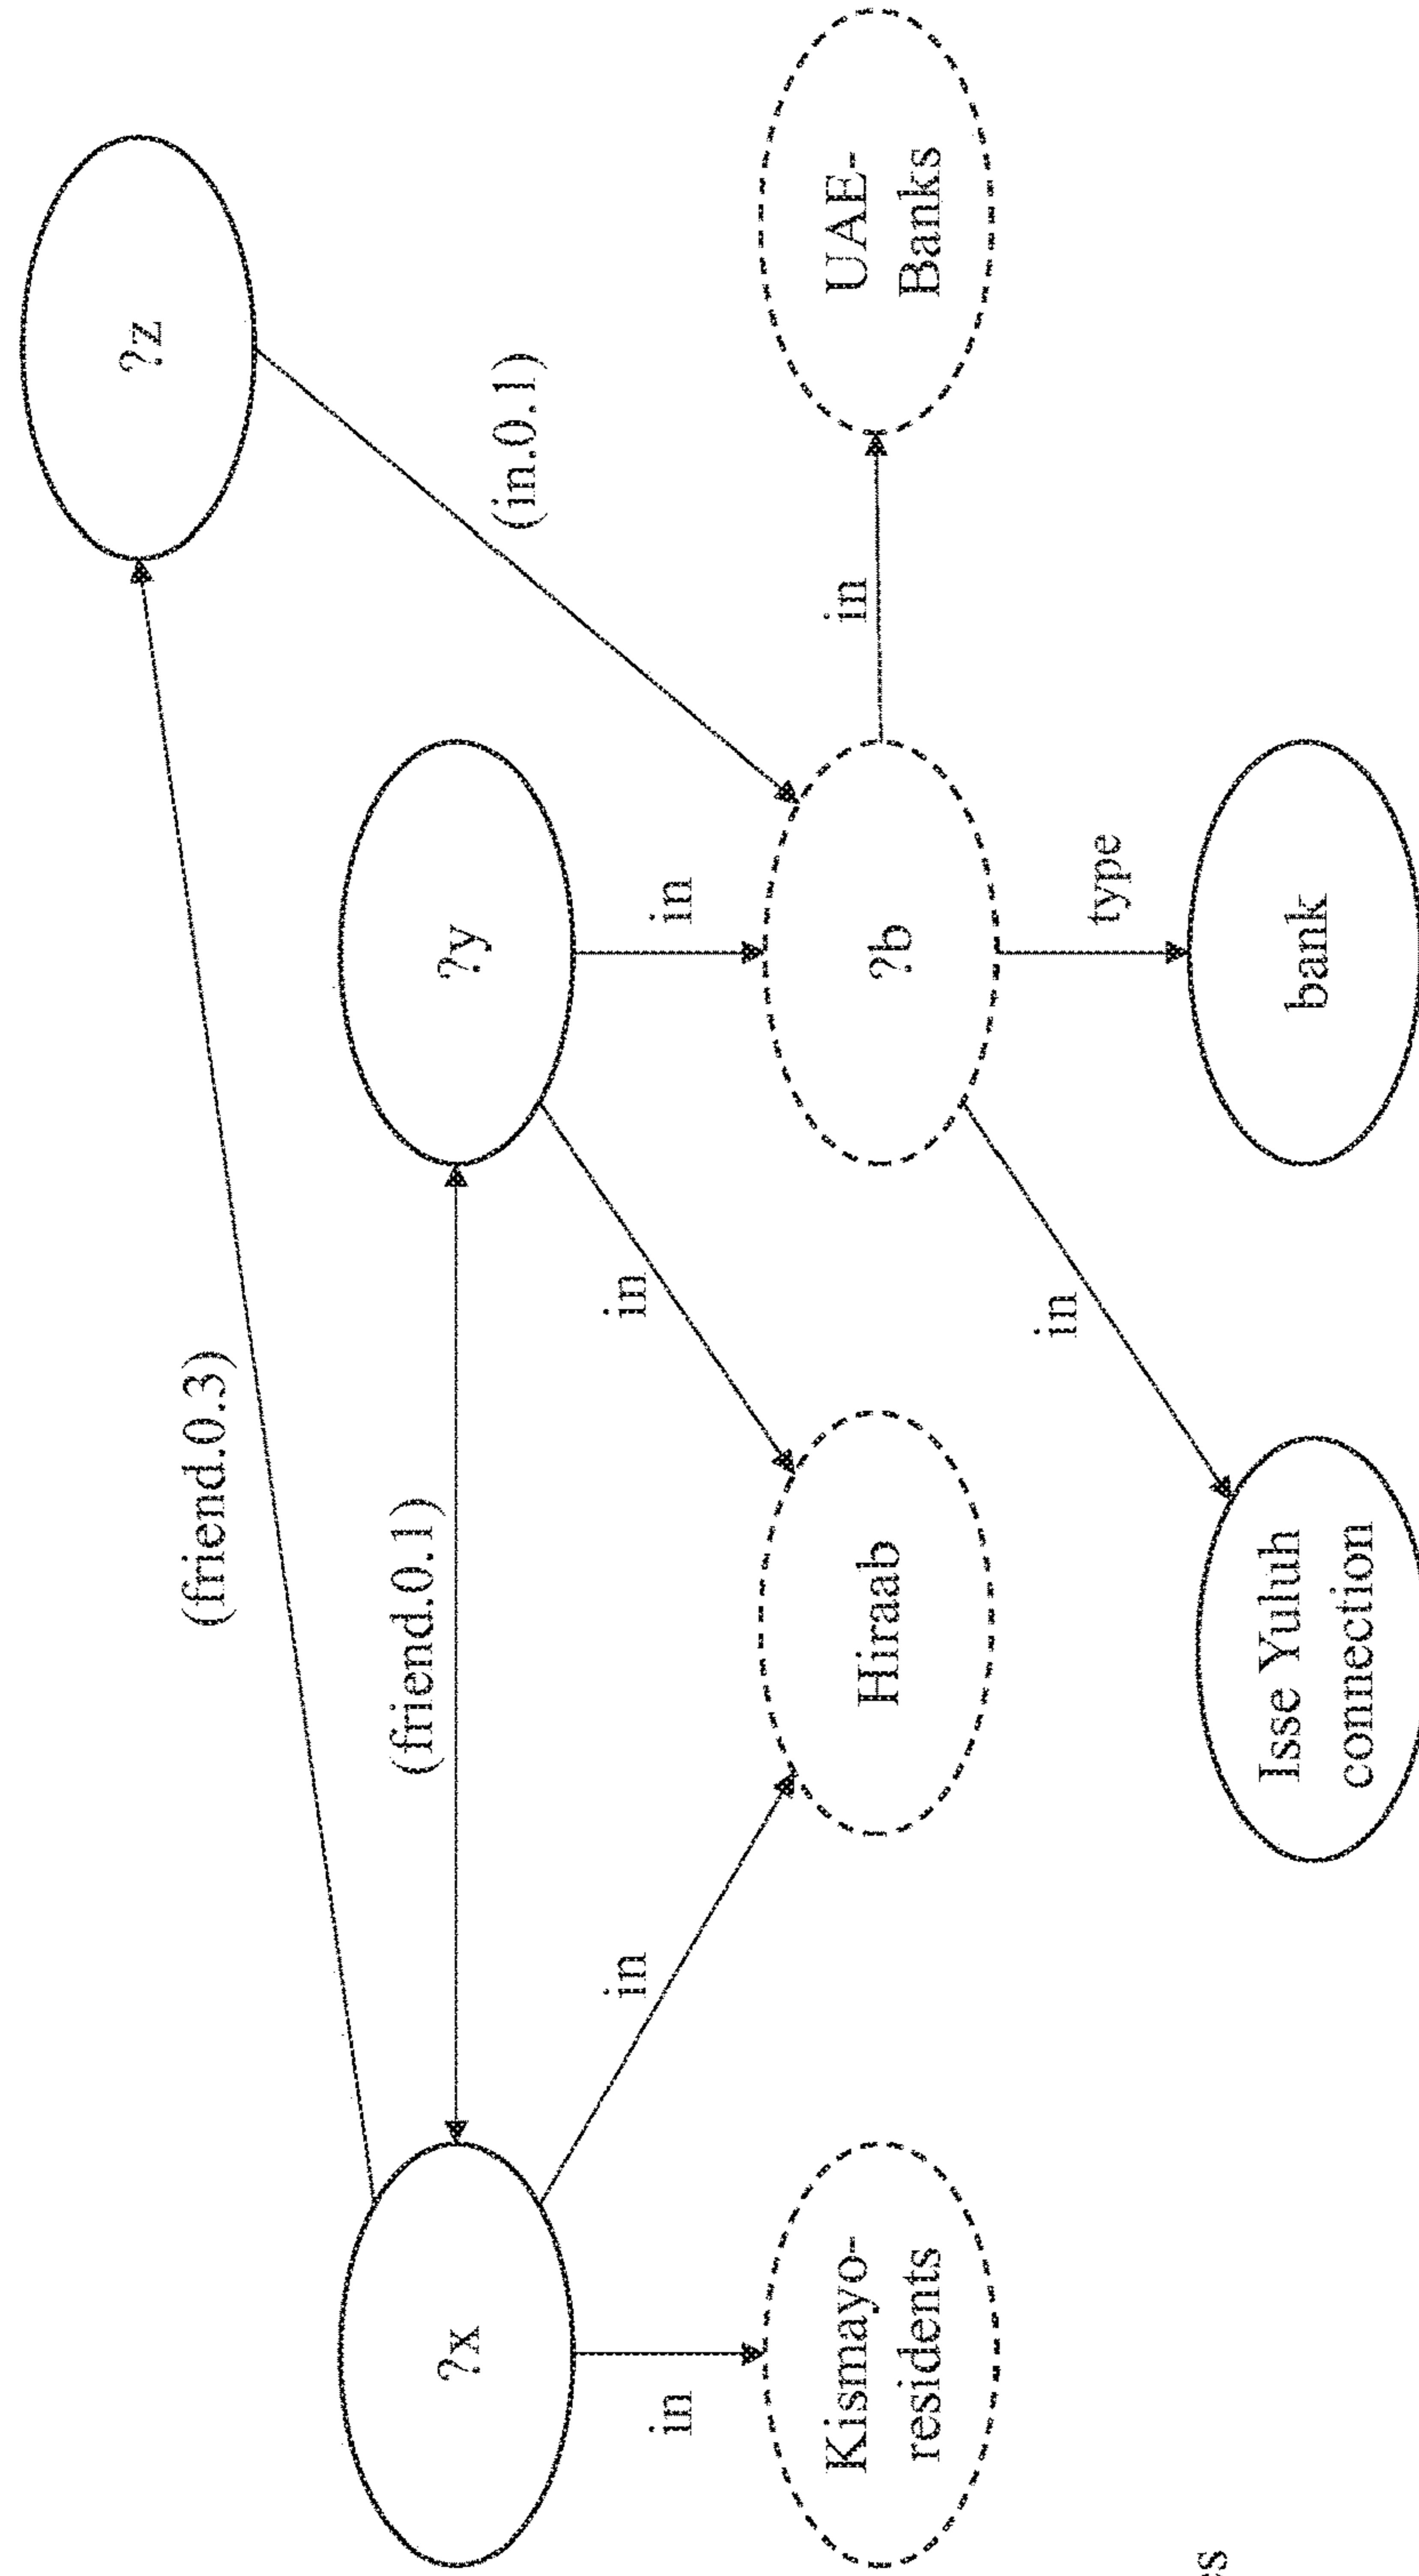 (friend.0.3)
?z
(friend.0.1)
?x
?y
(in.0.1)
in
in
in
in
Kismayo-
residents
Hiraab
?b
in
UAE-
Banks
in
type
Isse Yuluh
connection
bank